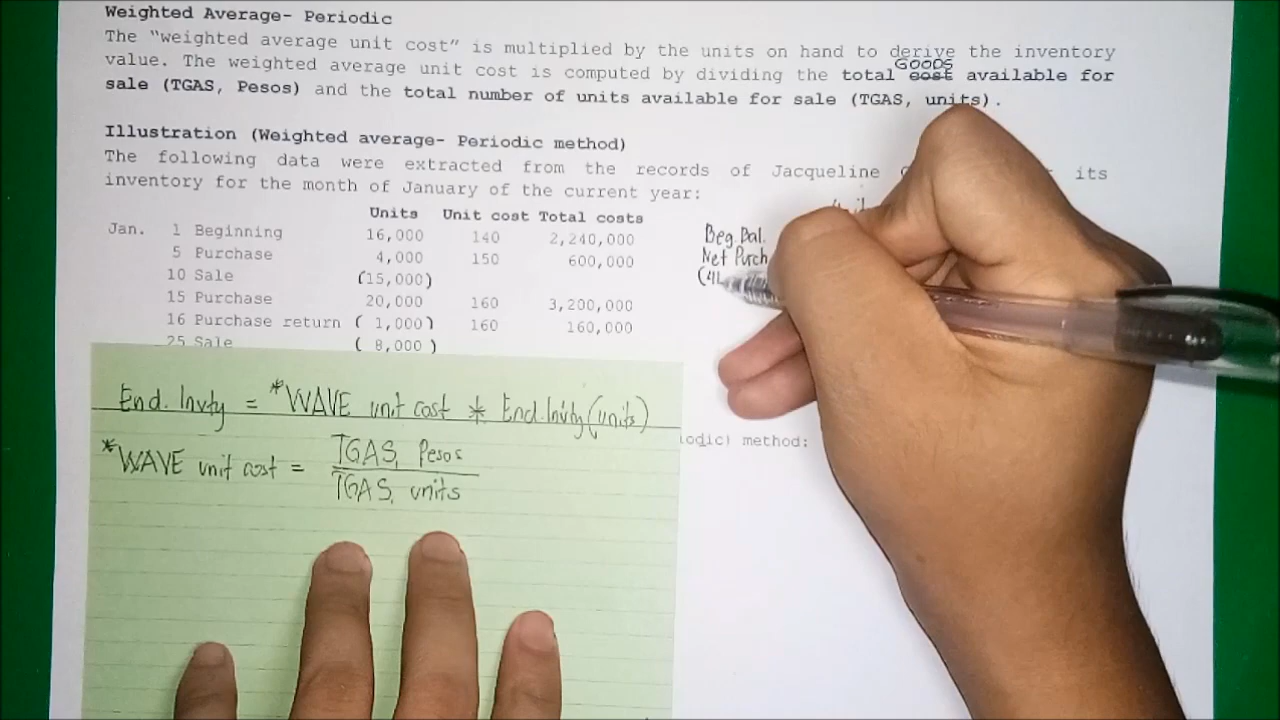 Weighted Average- Periodic
The "weighted average unit cost" is multiplied by the units on hand to derive the inventory
GOODS
value. The weighted average unit cost is computed by dividing the total cost available for
sale (TGAS, Pesos) and the total number of units available for sale (TGAS, units).
Illustration (Weighted average- Periodic method)
The following data were extracted from the records of Jacqueline its
inventory for the month of January of the current year:
Units Unit cost Total costs
Jan. 1 Beginning 16,000 140 2,240,000 Beg. Bal.
5 Purchase 4,000 150 600,000 Net Purch
10 Sale (15,000) (4
15 Purchase 20,000 160 3,200,000
16 Purchase return ( 1,000) 160 160,000
25 Sale ( 8,000 )
End. Invty = *WAVE unit cost * End. Invty (units)
odic) method:
*WAVE unit cost = TGAS, Pesos
TGAS, units